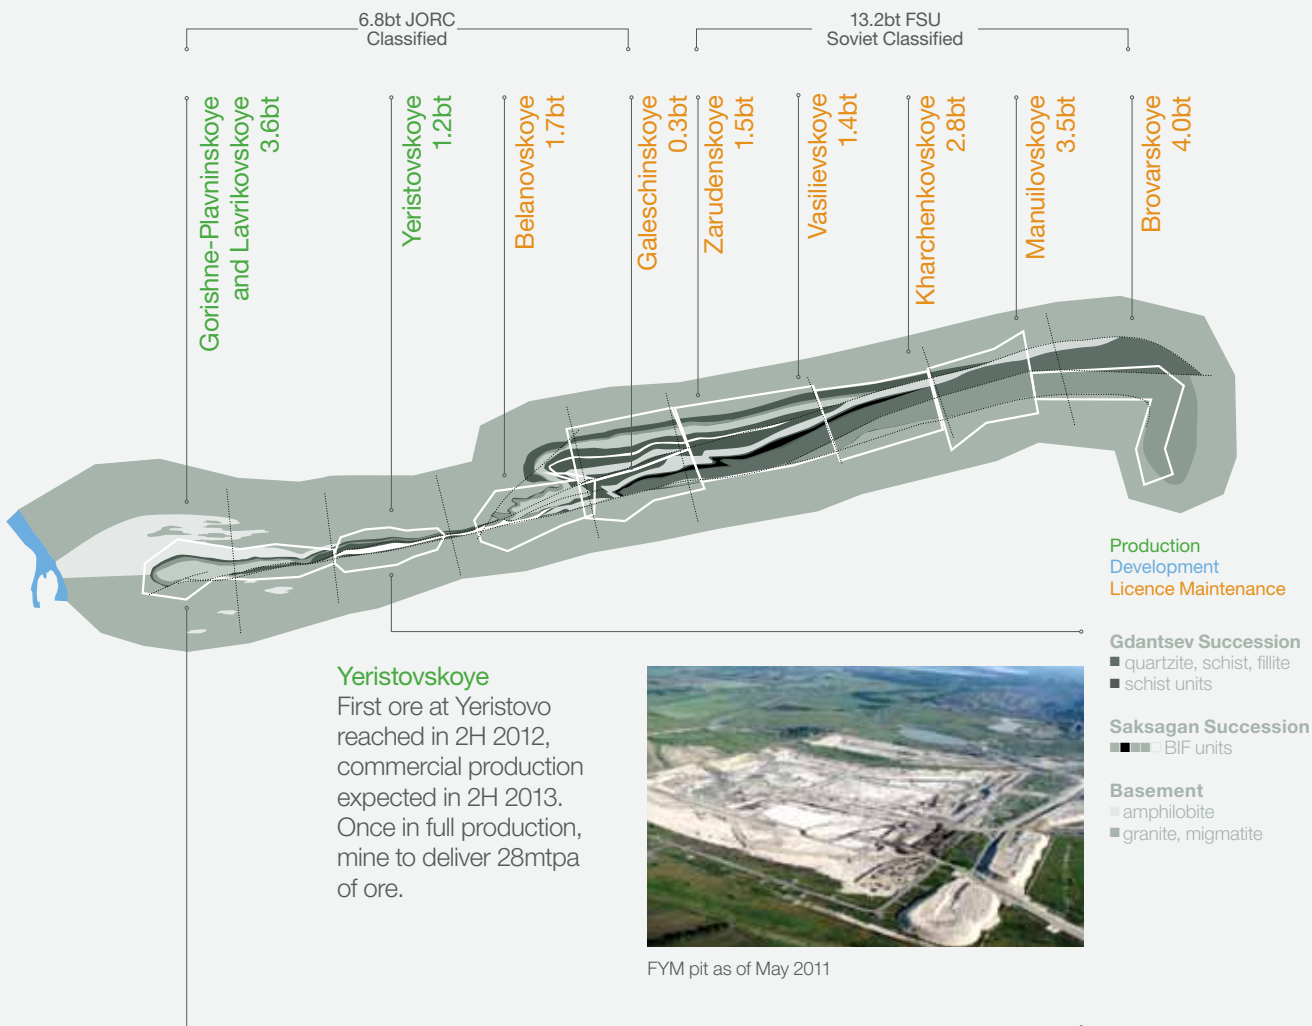 6.8bt JORC
Classified
13.2bt FSU
Soviet Classified
Gorishne-Plavninskoye
and Lavrikovskoye
3.6bt
Yeristovskoye
1.2bt
Belanovskoye
1.7bt
Galeschinskoye
0.3bt
Zarudenskoye
1.5bt
Vasilievskoye
1.4bt
Kharchenkovskoye
2.8bt
Manuilovskoye
3.5bt
Brovarskoye
4.0bt
Production
Development
Licence Maintenance
Gdantsev Succession
quartzite, schist, fillite
schist units
Saksagan Succession
BIF units
Basement
amphilobite
granite, migmatite
Yeristovskoye
First ore at Yeristovo
reached in 2H 2012,
commercial production
expected in 2H 2013.
Once in full production,
mine to deliver 28mtpa
of ore.
FYM pit as of May 2011